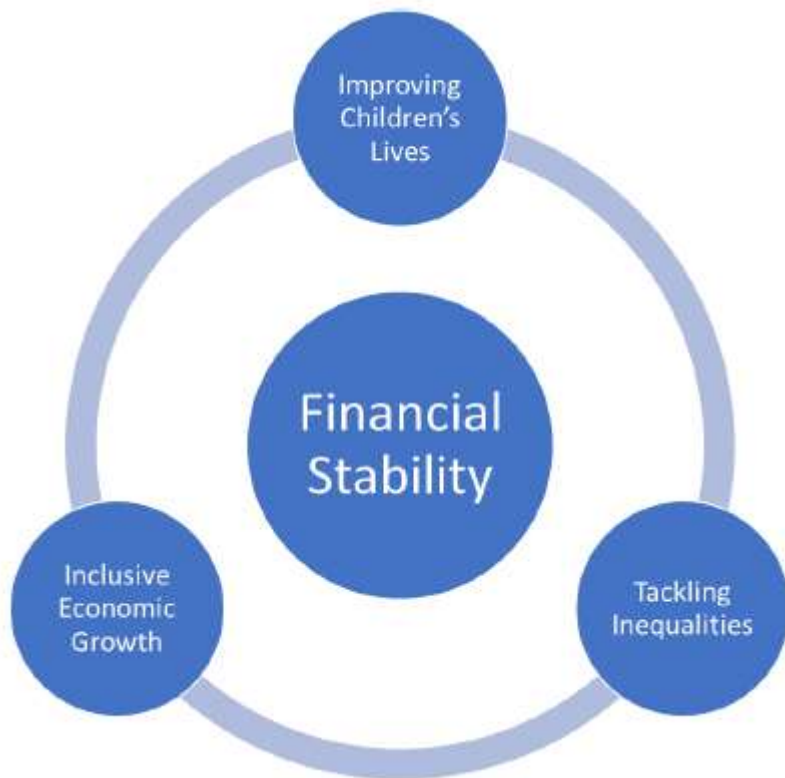 Improving
Children's
Lives
Financial
Stability
Inclusive
Economic
Growth
Tackling
Inequalities